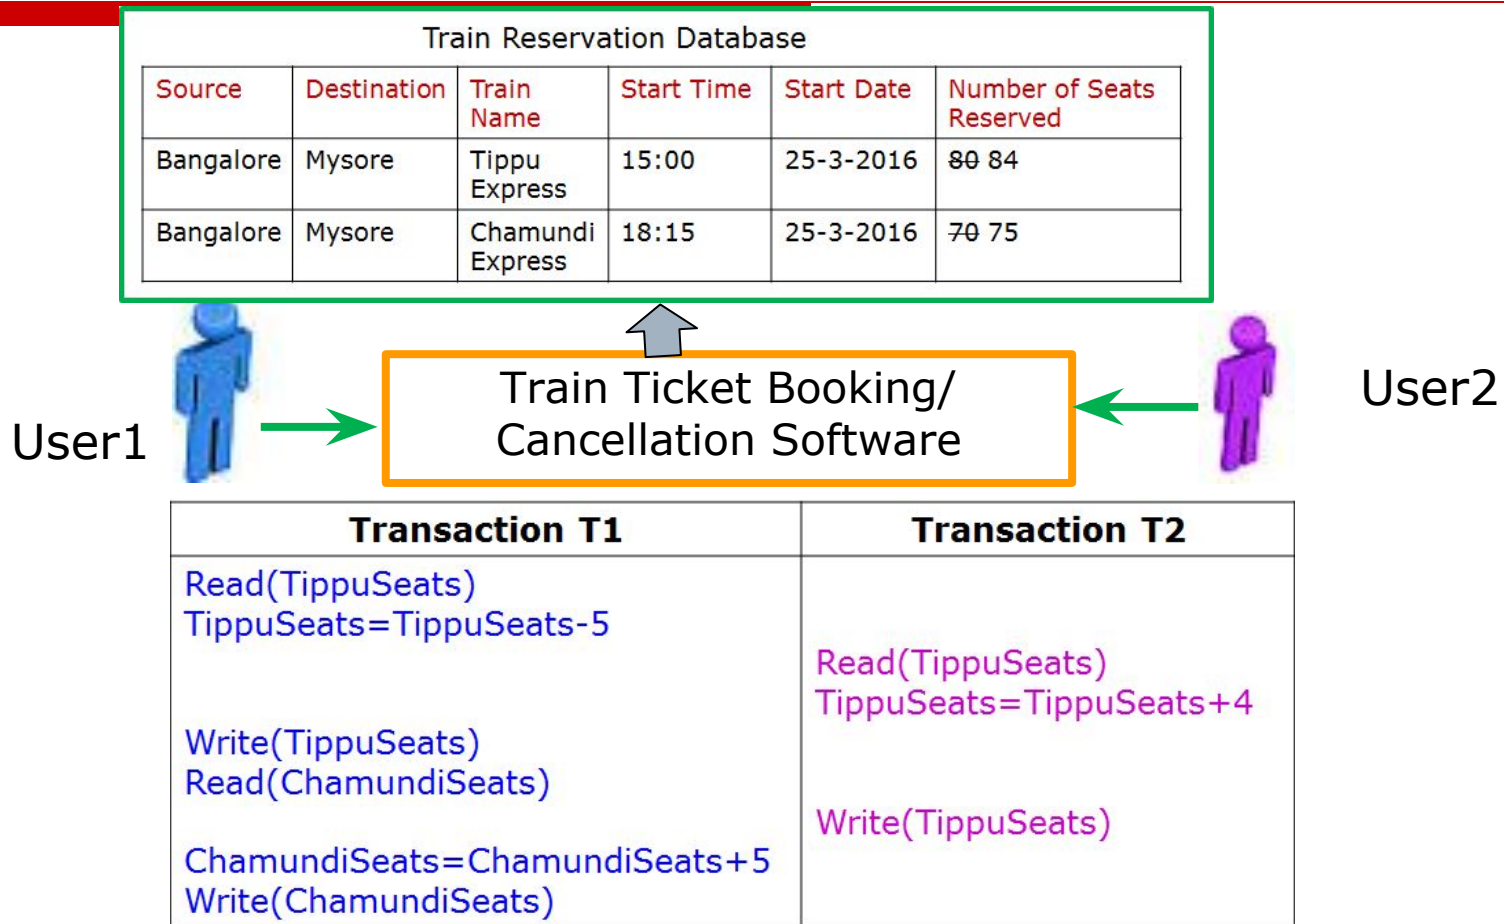 Train Reservation Database
Source Destination Train Name Start Time Start Date Number of Seats Reserved
Bangalore Mysore Tippu Express 15:00 25-3-2016 80 84
Bangalore Mysore Chamundi Express 18:15 25-3-2016 70 75
User1
Train Ticket Booking/
Cancellation Software
User2
Transaction T1 Transaction T2
Read(TippuSeats)
TippuSeats=TippuSeats-5
Read(TippuSeats)
TippuSeats=TippuSeats+4
Write(TippuSeats)
Read(ChamundiSeats)
Write(TippuSeats)
ChamundiSeats=ChamundiSeats+5
Write(ChamundiSeats)